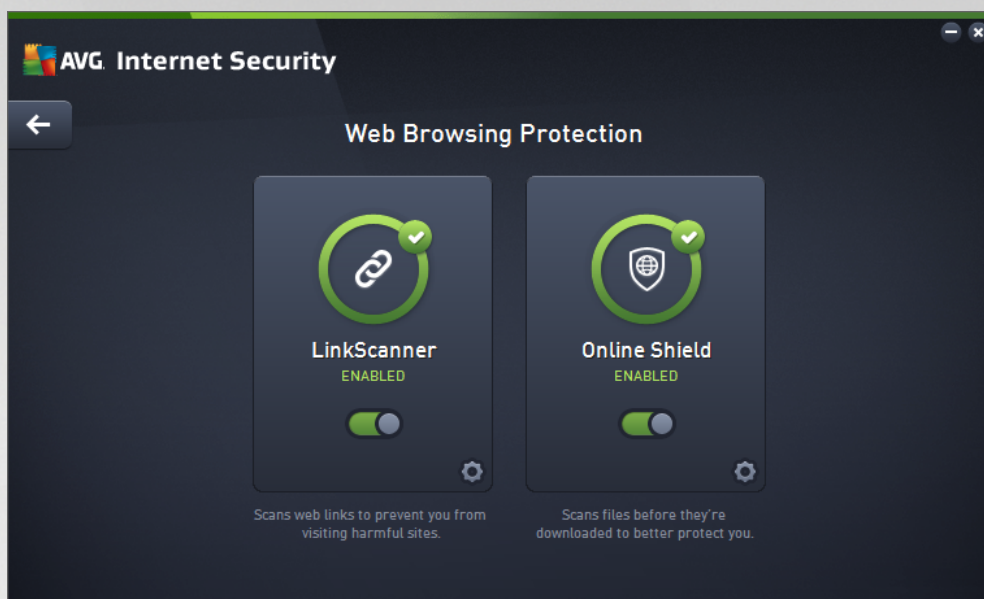 AVG. Internet Security
Web Browsing Protection
LinkScanner
ENABLED
Scans web links to prevent you from
visiting harmful sites.
Online Shield
ENABLED
Scans files before they're
downloaded to better protect you.